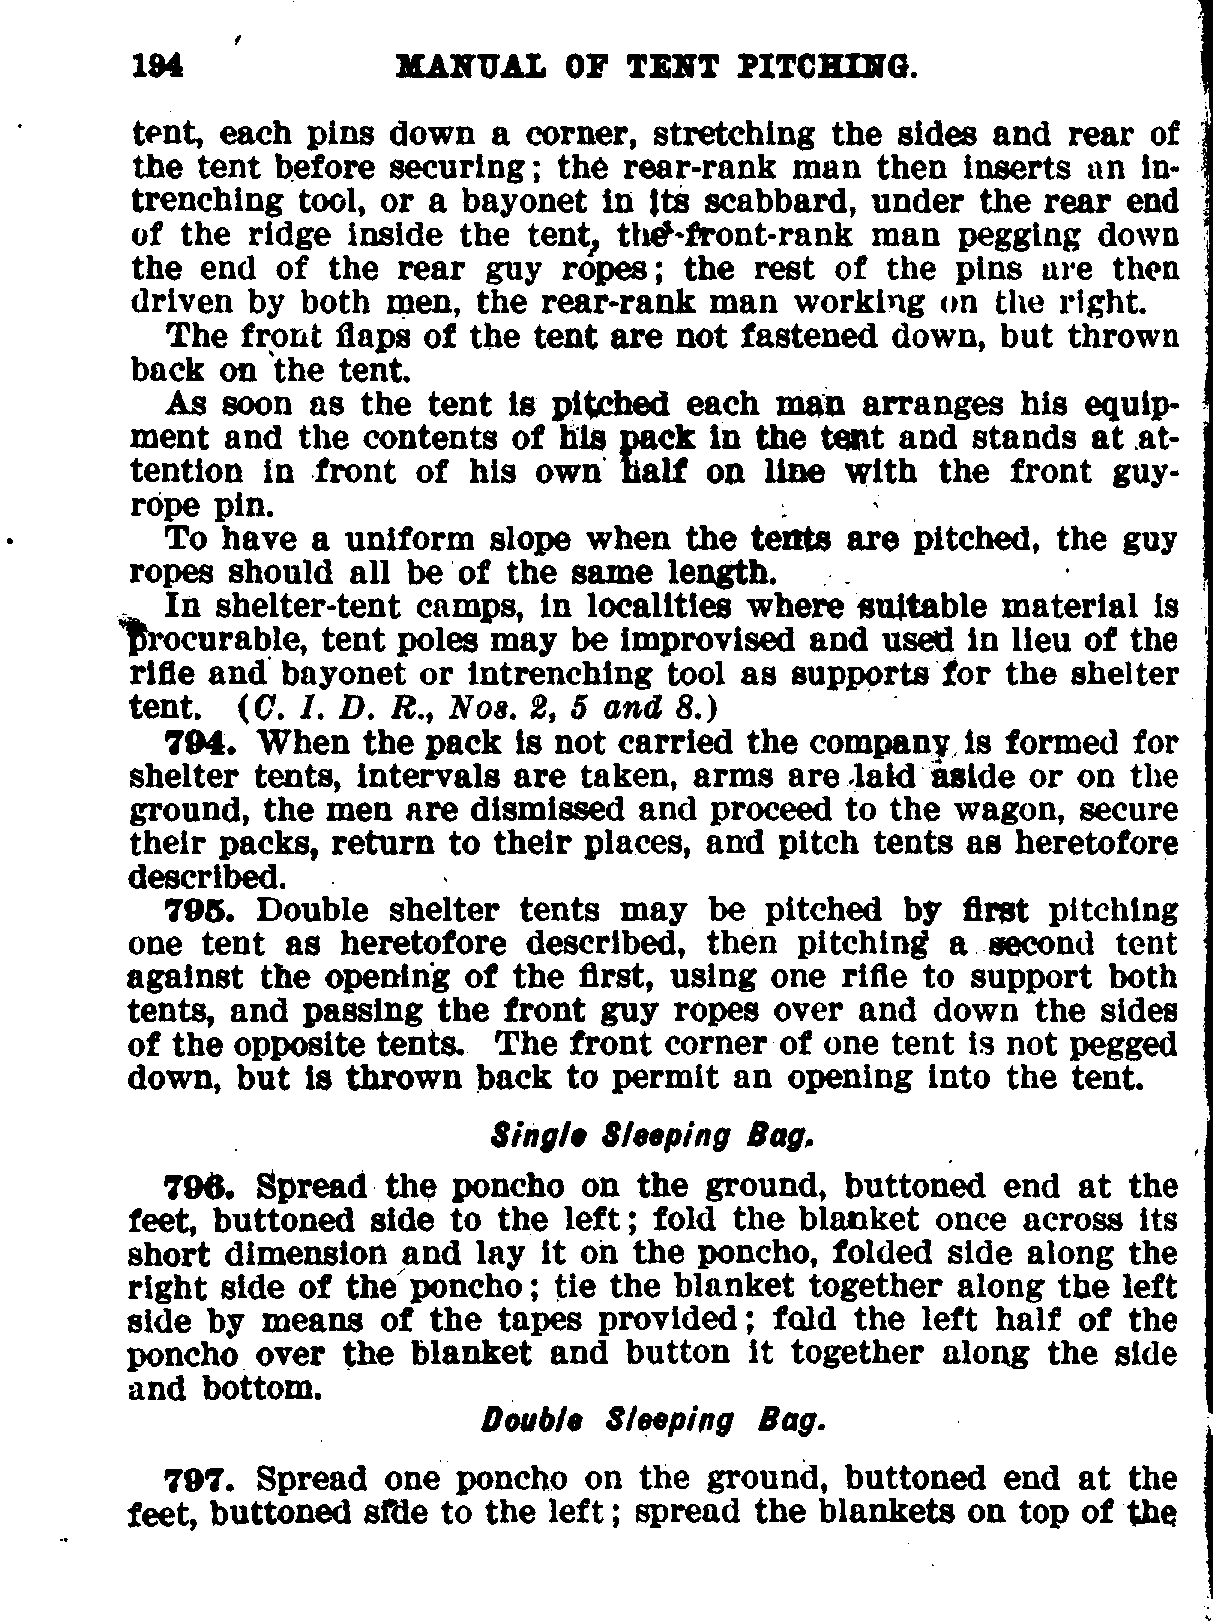 194 MANUAL OF TENT PITCHING.
tent, each pins down a corner, stretching the sides and rear of
the tent before securing; the rear-rank man then inserts an in-
trenching tool, or a bayonet in its scabbard, under the rear end
of the ridge inside the tent, the front-rank man pegging down
the end of the rear guy ropes; the rest of the pins are then
driven by both men, the rear-rank man working on the right.
The front flaps of the tent are not fastened down, but thrown
back on the tent.
As soon as the tent is pitched each man arranges his equip-
ment and the contents of his pack in the tent and stands at at-
tention in front of his own half on line with the front guy-
rope pin.
To have a uniform slope when the tents are pitched, the guy
ropes should all be of the same length.
In shelter-tent camps, in localities where suitable material is
procurable, tent poles may be improvised and used in lieu of the
rifle and bayonet or intrenching tool as supports for the shelter
tent. (C. I. D. R., Nos. 2, 5 and 8.)
794. When the pack is not carried the company is formed for
shelter tents, intervals are taken, arms are laid aside or on the
ground, the men are dismissed and proceed to the wagon, secure
their packs, return to their places, and pitch tents as heretofore
described.
795. Double shelter tents may be pitched by first pitching
one tent as heretofore described, then pitching a second tent
against the opening of the first, using one rifle to support both
tents, and passing the front guy ropes over and down the sides
of the opposite tents. The front corner of one tent is not pegged
down, but is thrown back to permit an opening into the tent.
Single Sleeping Bag.
796. Spread the poncho on the ground, buttoned end at the
feet, buttoned side to the left; fold the blanket once across its
short dimension and lay it on the poncho, folded side along the
right side of the poncho; tie the blanket together along the left
side by means of the tapes provided; fold the left half of the
poncho over the blanket and button it together along the side
and bottom.
Double Sleeping Bag.
797. Spread one poncho on the ground, buttoned end at the
feet, buttoned side to the left; spread the blankets on top of the